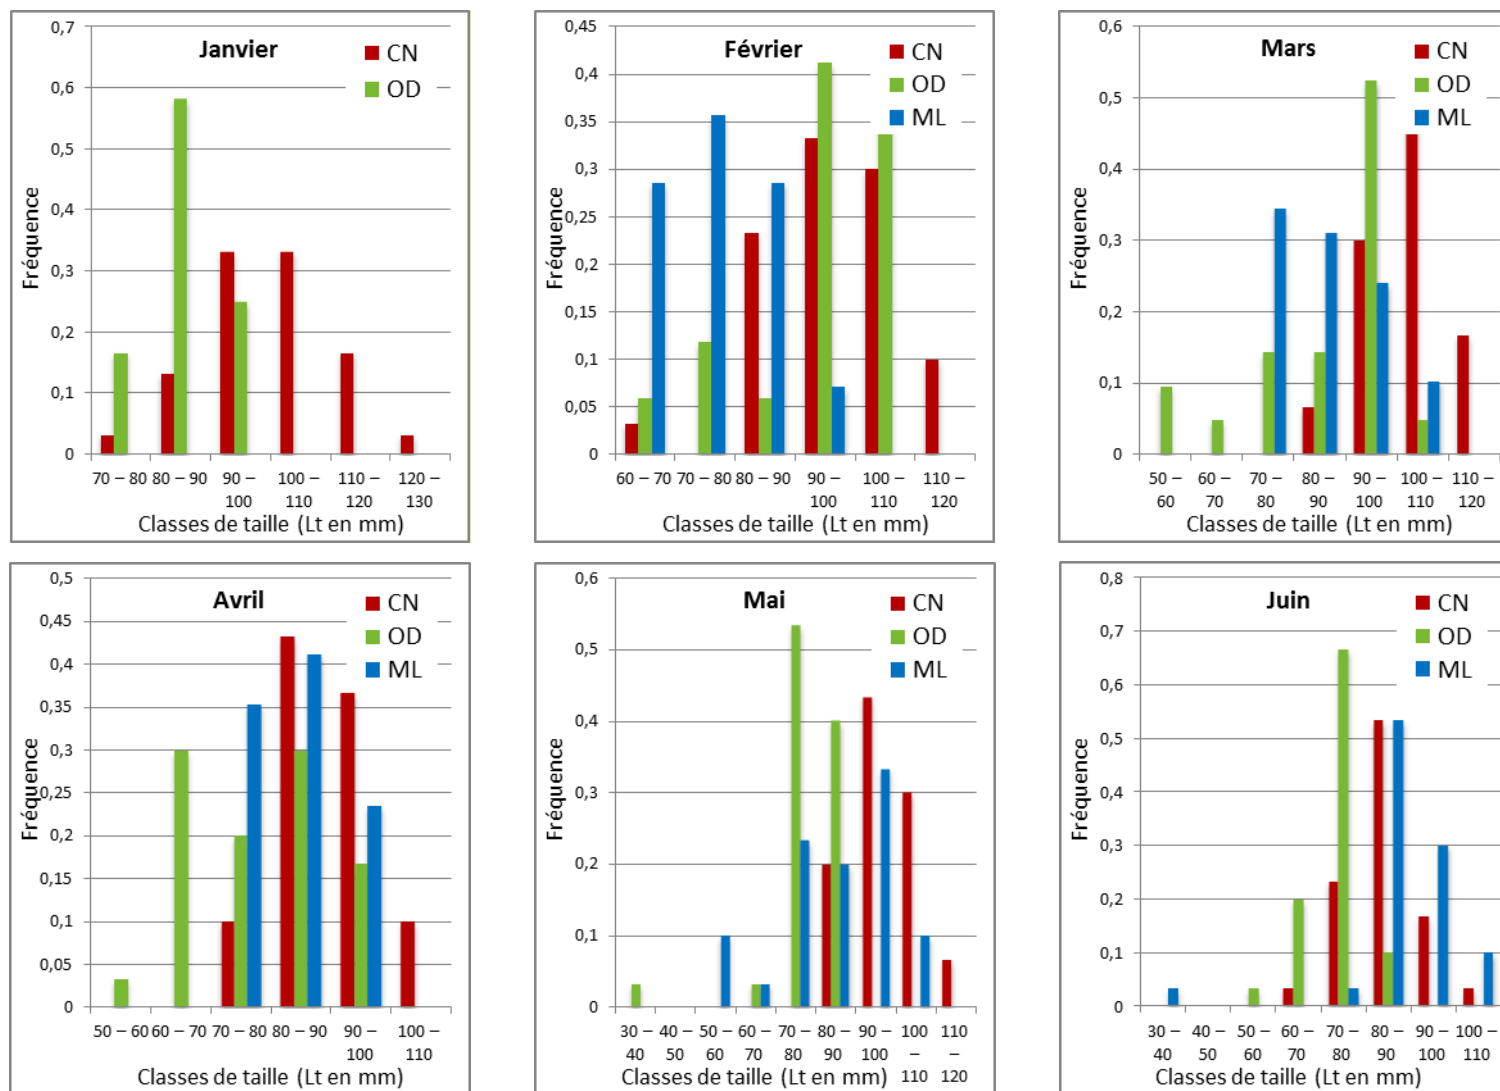 Janvier
CN
OD
0,7
0,6
0,5
0,4
0,3
0,2
0,1
0
Fréquence
70 – 80 80 – 90 90 – 100 – 110 – 120 –
100 110 120 130
Classes de taille (Lt en mm)
Février
CN
OD
ML
0,45
0,4
0,35
0,3
0,25
0,2
0,15
0,1
0,05
0
Fréquence
60 – 70 70 – 80 80 – 90 90 – 100 – 110 –
100 110 120
Classes de taille (Lt en mm)
Mars
CN
OD
ML
0,6
0,5
0,4
0,3
0,2
0,1
0
Fréquence
50 – 60 – 70 – 80 – 90 – 100 – 110 –
60 70 80 90 100 110 120
Classes de taille (Lt en mm)
Avril
CN
OD
ML
0,5
0,45
0,4
0,35
0,3
0,25
0,2
0,15
0,1
0,05
0
Fréquence
50 – 60 60 – 70 70 – 80 80 – 90 90 – 100 –
100 110
Classes de taille (Lt en mm)
Mai
CN
OD
ML
0,6
0,5
0,4
0,3
0,2
0,1
0
Fréquence
30 – 40 – 50 – 60 – 70 – 80 – 90 – 100 110
40 50 60 70 80 90 100 – –
110 120
Classes de taille (Lt en mm)
Juin
CN
OD
ML
0,8
0,7
0,6
0,5
0,4
0,3
0,2
0,1
0
Fréquence
30 – 40 – 50 – 60 – 70 – 80 – 90 – 100 –
40 50 60 70 80 90 100 110
Classes de taille (Lt en mm)